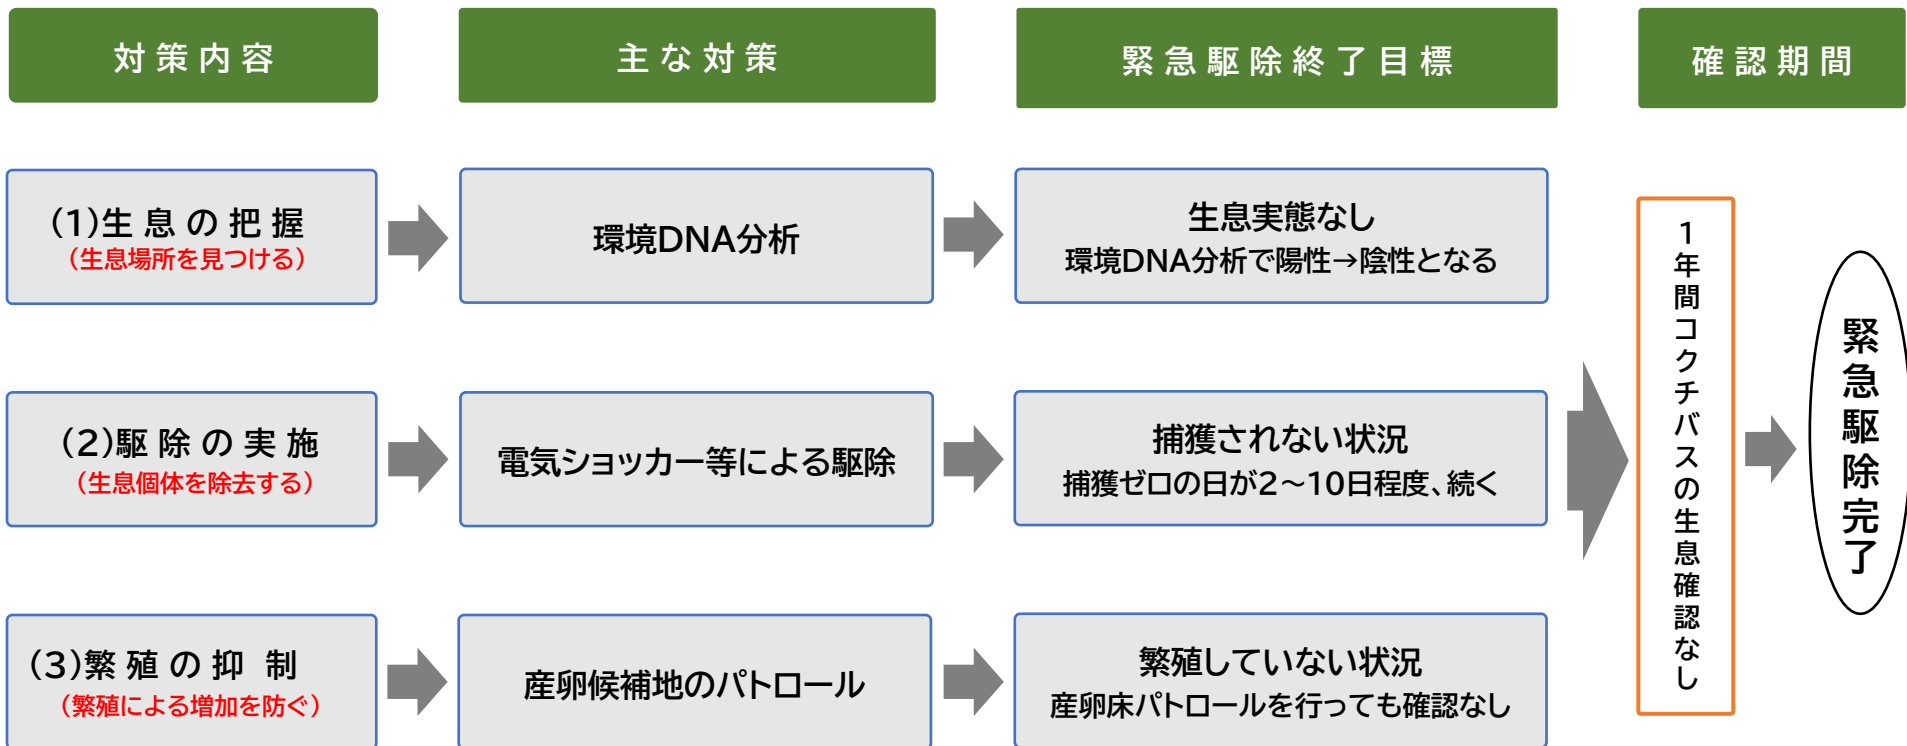 対策内容
主な対策
緊急駆除終了目標
確認期間
(1)生息の把握
(生息場所を見つける)
環境DNA分析
生息実態なし
環境DNA分析で陽性→陰性となる
(2)駆除の実施
(生息個体を除去する)
電気ショッカー等による駆除
捕獲されない状況
捕獲ゼロの日が2～10日程度、続く
(3)繁殖の抑制
(繁殖による増加を防ぐ)
産卵候補地のパトロール
繁殖していない状況
産卵床パトロールを行っても確認なし
1年間コクチバスの生息確認なし
緊急駆除完了